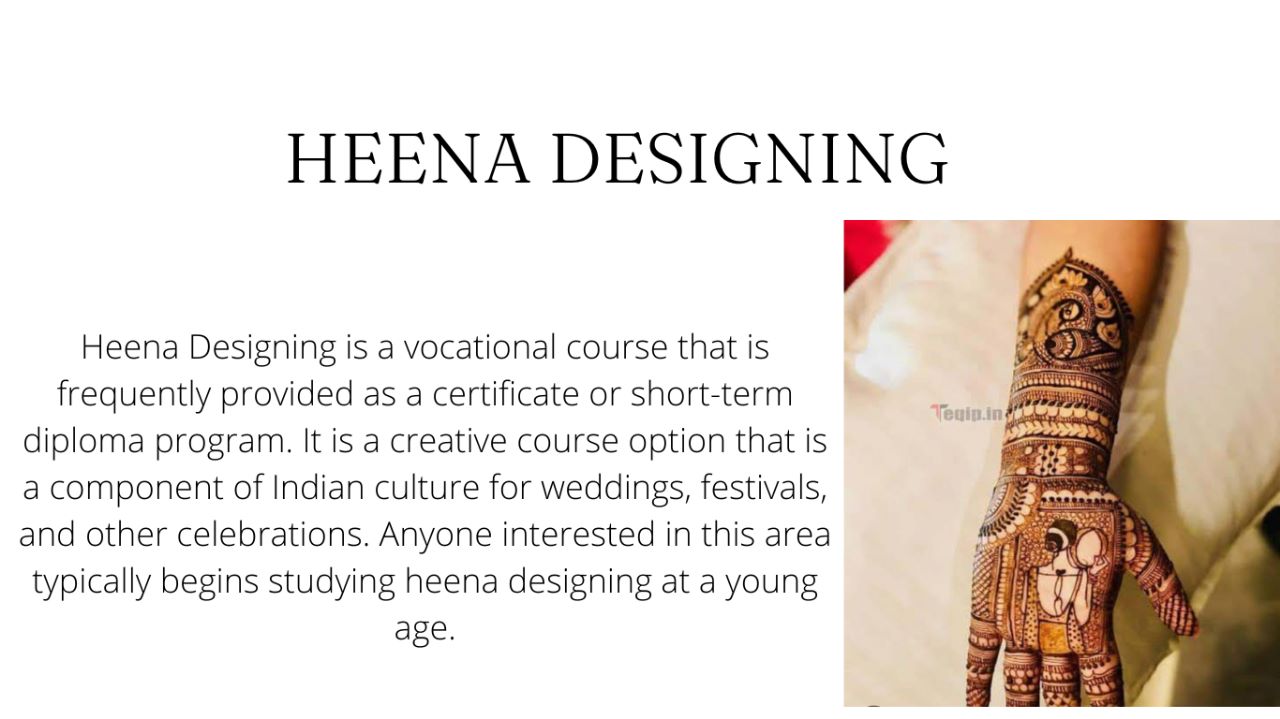 HEENA DESIGNING
Heena Designing is a vocational course that is
frequently provided as a certificate or short-term
diploma program. It is a creative course option that is
a component of Indian culture for weddings, festivals,
and other celebrations. Anyone interested in this area
typically begins studying heena designing at a young
age.
Teqip.in